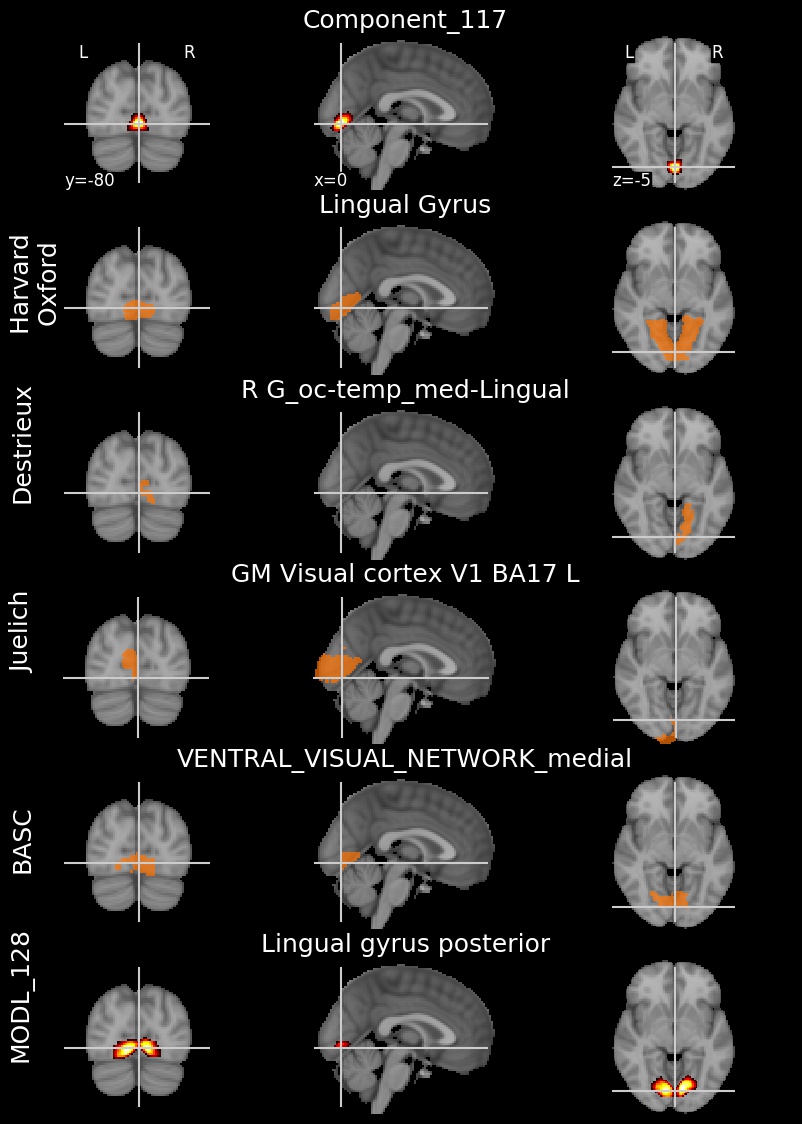 Component_117
L R
L R
y=-80
x=0
z=-5
Lingual Gyrus
Harvard
Oxford
R G_oc-temp_med-Lingual
Destrieux
GM Visual cortex V1 BA17 L
Juelich
VENTRAL_VISUAL_NETWORK_medial
BASC
Lingual gyrus posterior
MODL_128